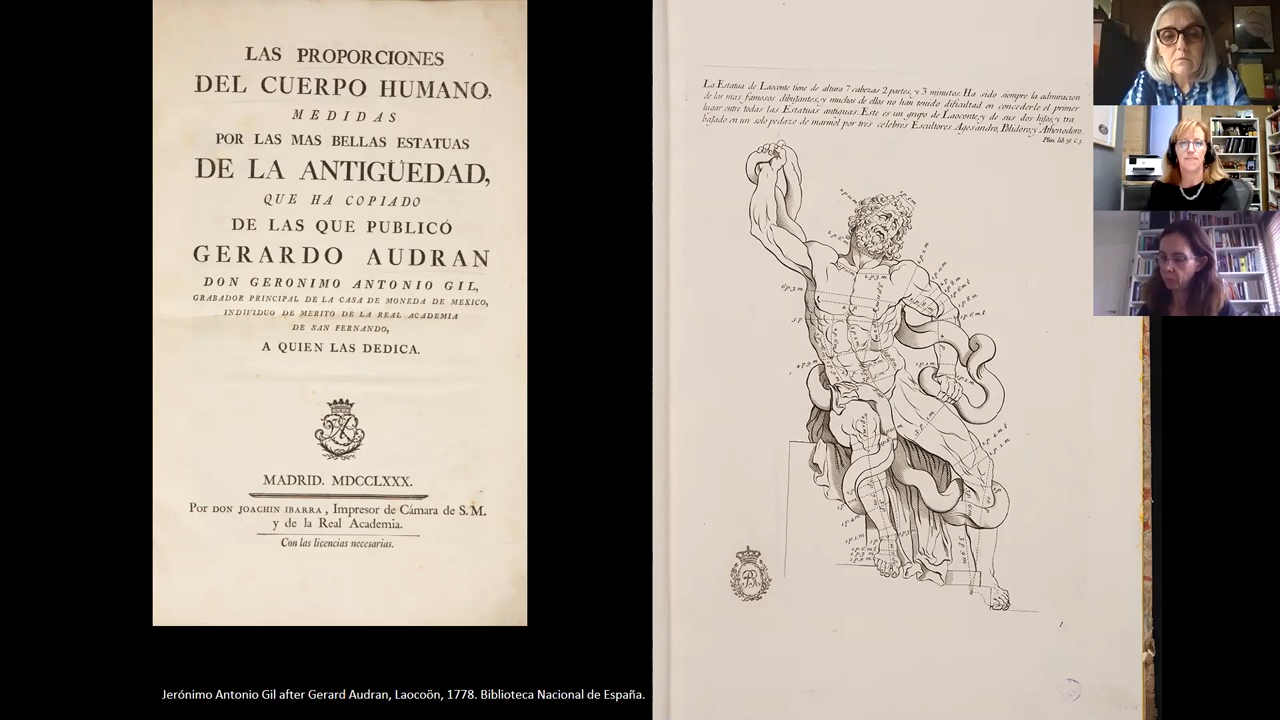 LAS PROPORCIONES
DEL CUERPO HUMANO,
MEDIDAS
POR LAS MAS BELLAS ESTATUAS
DE LA ANTIGÜEDAD,
QUE HA COPIADO
DE LAS QUE PUBLICÓ
GERARDO AUDRAN
DON GERONIMO ANTONIO GIL,
GRABADOR PRINCIPAL DE LA CASA DE MONEDA DE MEXICO,
INDIVIDUO DE MERITO DE LA REAL ACADEMIA
DE SAN FERNANDO,
A QUIEN LAS DEDICA.
MADRID. MDCCLXXX.
Por DON JOACHIN IBARRA, Impresor de Cámara de S. M.
y de la Real Academia.
Con las licencias necesarias.
Jerónimo Antonio Gil after Gerard Audran, Laocoön, 1778. Biblioteca Nacional de España.
La Estatua de Laoconte tiene de altura 7 cabezas 2 partes, y 3 minutos. Ha sido siempre la admiracion
de los mas famosos dibujantes, y muchos de ellos no han tenido dificultad en concederle el primer
lugar entre todas las Estatuas antiguas. Este es un grupo de Laoconte, y de sus dos hijos, y tra
bajado en un solo pedazo de marmol por tres celebres Escultores Agesandro, Polidoro, y Athenodoro.
Plin. lib. 36. C. 5
1.